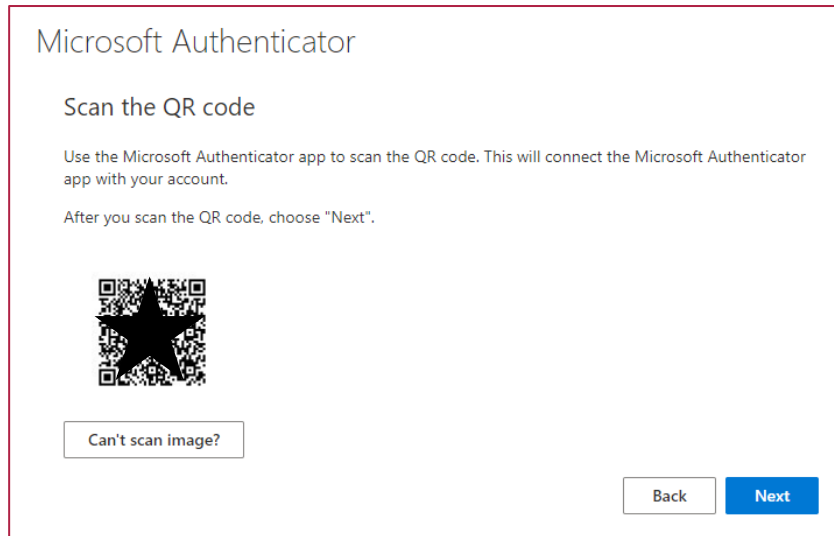 Microsoft Authenticator
Scan the QR code
Use the Microsoft Authenticator app to scan the QR code. This will connect the Microsoft Authenticator
app with your account.
After you scan the QR code, choose "Next".
Can't scan image?
Back
Next